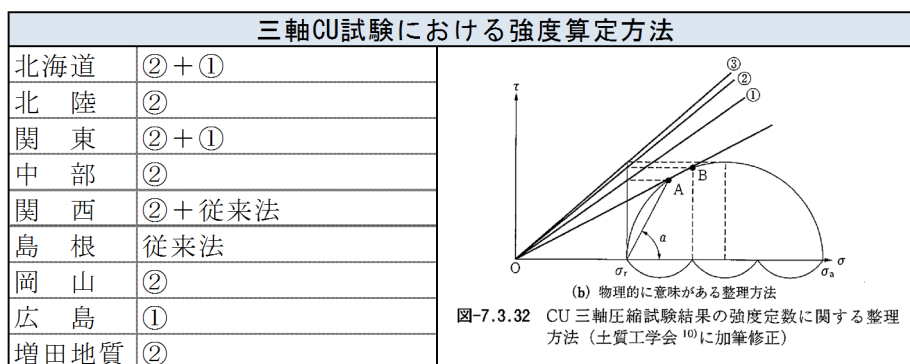 三軸CU試験における強度算定方法
北海道 ②+①
北 陸 ②
関 東 ②+①
中 部 ②
関 西 ②+従来法
島 根 従来法
岡 山 ②
広 島 ①
増田地質 ②
③
②
①
τ
A
B
a
O
σr
σa
σ
(b) 物理的に意味がある整理方法
図-7.3.32 CU 三軸圧縮試験結果の強度定数に関する整理
方法(土質工学会10)に加筆修正)